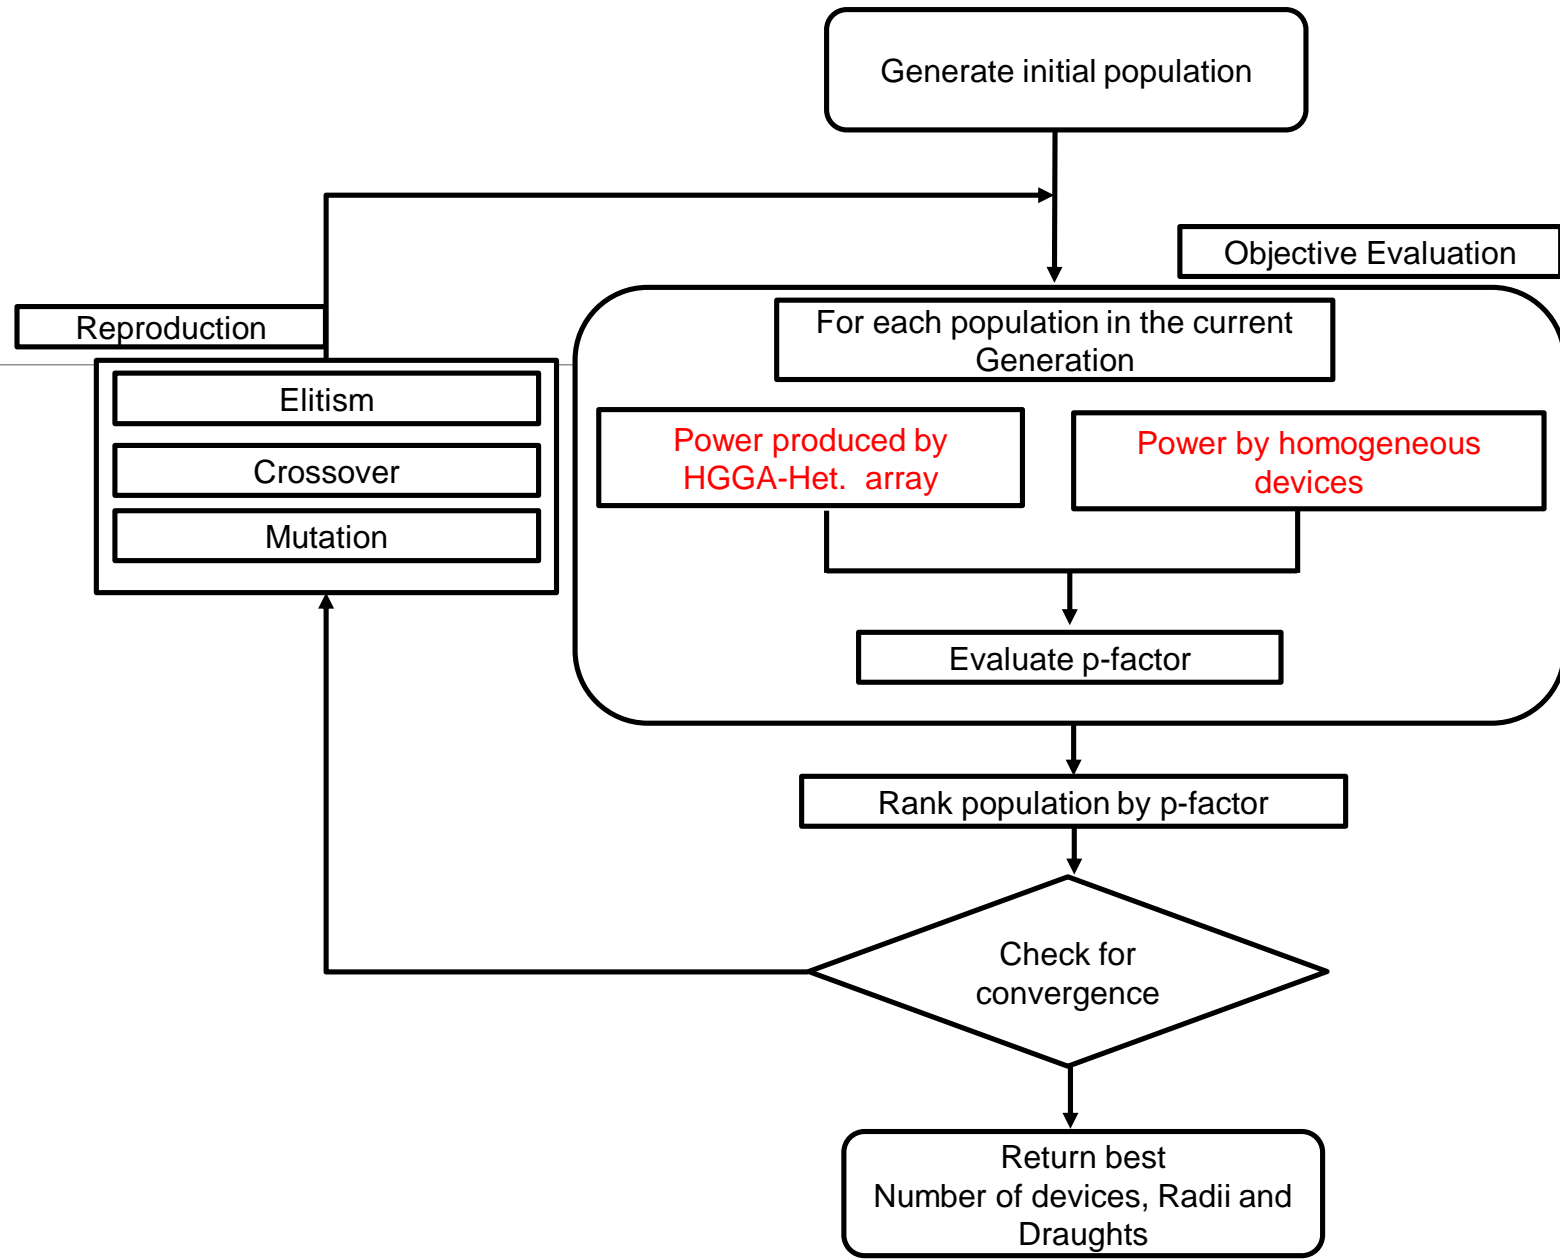 Generate initial population
Objective Evaluation
Reproduction
For each population in the current
Generation
Elitism
Crossover
Mutation
Power produced by
HGGA-Het.  array
Power by homogeneous
devices
Evaluate p-factor
Rank population by p-factor
Check for
convergence
Return best
Number of devices, Radii and
Draughts